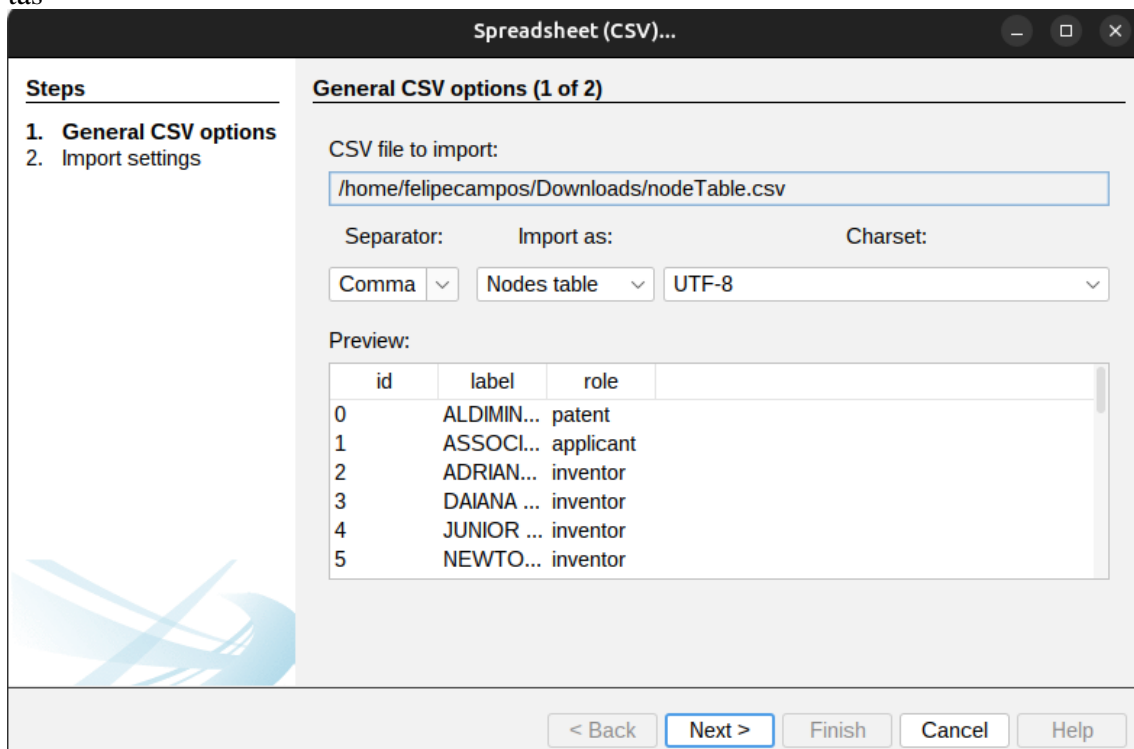 tas
Spreadsheet (CSV)...
Steps
1. General CSV options
2. Import settings
General CSV options (1 of 2)
CSV file to import:
/home/felipecampos/Downloads/nodeTable.csv
Separator: Import as: Charset:
Comma Nodes table UTF-8
Preview:
id label role
0 ALDIMIN... patent
1 ASSOCI... applicant
2 ADRIAN... inventor
3 DAIANA ... inventor
4 JUNIOR ... inventor
5 NEWTO... inventor
< Back Next > Finish Cancel Help